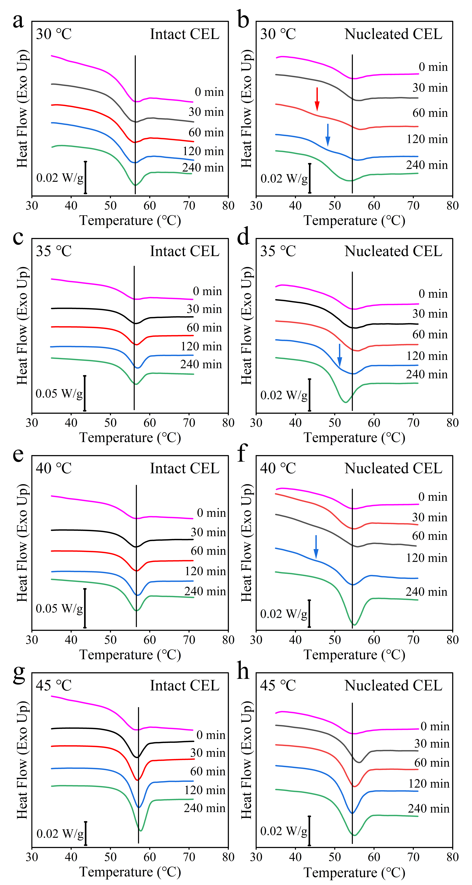 a
30 ℃ Intact CEL
0 min
30 min
60 min
120 min
240 min
0.02 W/g
Heat Flow (Exo Up)
30 40 50 60 70 80
Temperature (℃)
b
30 ℃ Nucleated CEL
0 min
30 min
60 min
120 min
240 min
0.02 W/g
Heat Flow (Exo Up)
30 40 50 60 70 80
Temperature (℃)
c
35 ℃ Intact CEL
0 min
30 min
60 min
120 min
240 min
0.05 W/g
Heat Flow (Exo Up)
30 40 50 60 70 80
Temperature (℃)
d
35 ℃ Nucleated CEL
0 min
30 min
60 min
120 min
240 min
0.02 W/g
Heat Flow (Exo Up)
30 40 50 60 70 80
Temperature (℃)
e
40 ℃ Intact CEL
0 min
30 min
60 min
120 min
240 min
0.05 W/g
Heat Flow (Exo Up)
30 40 50 60 70 80
Temperature (℃)
f
40 ℃ Nucleated CEL
0 min
30 min
60 min
120 min
240 min
0.02 W/g
Heat Flow (Exo Up)
30 40 50 60 70 80
Temperature (℃)
g
45 ℃ Intact CEL
0 min
30 min
60 min
120 min
240 min
0.02 W/g
Heat Flow (Exo Up)
30 40 50 60 70 80
Temperature (℃)
h
45 ℃ Nucleated CEL
0 min
30 min
60 min
120 min
240 min
0.02 W/g
Heat Flow (Exo Up)
30 40 50 60 70 80
Temperature (℃)